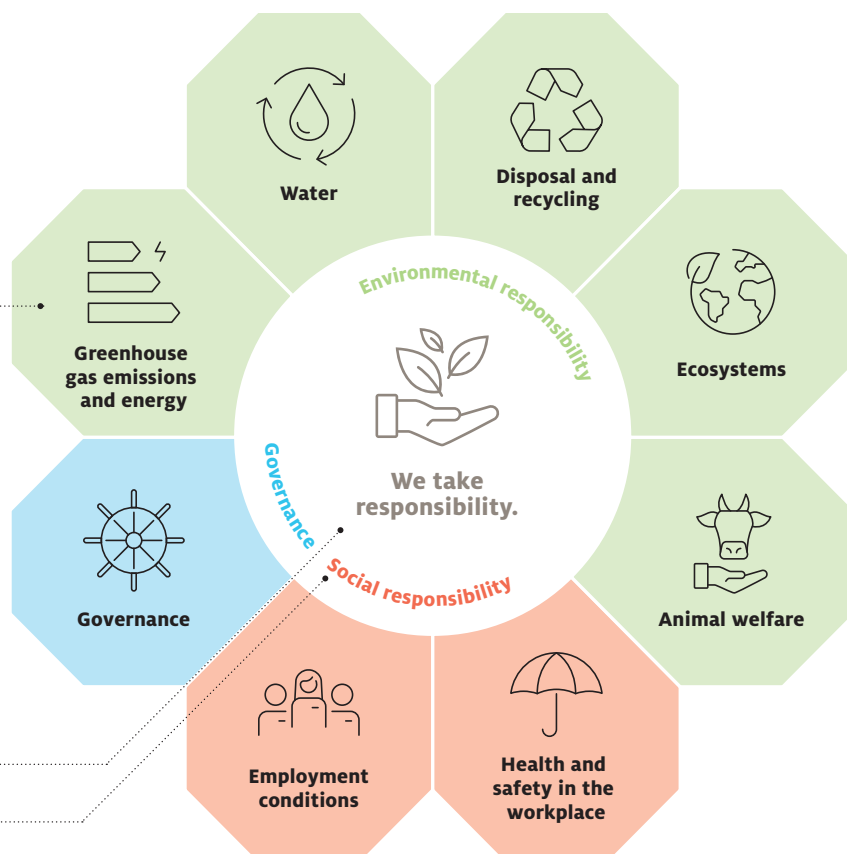 Water
Disposal and
recycling
Greenhouse
gas emissions
and energy
Environmental responsibility
Ecosystems
We take
responsibility.
Governance
Social responsibility
Governance
Animal welfare
Employment
conditions
Health and
safety in the
workplace